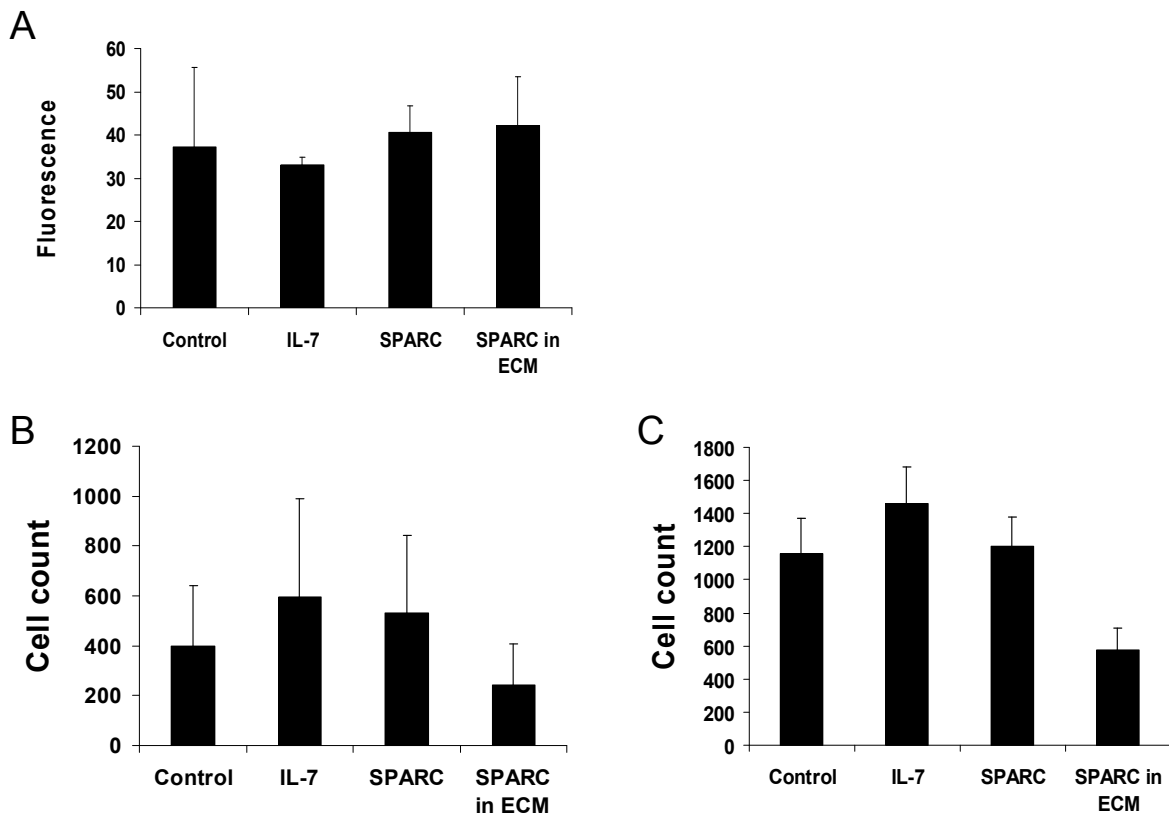 A
60
50
40
30
20
10
0
Fluorescence
Control IL-7 SPARC SPARC in
ECM
B
1200
1000
800
600
400
200
0
Cell count
Control IL-7 SPARC SPARC
in ECM
C
1800
1600
1400
1200
1000
800
600
400
200
0
Cell count
Control IL-7 SPARC SPARC in
ECM